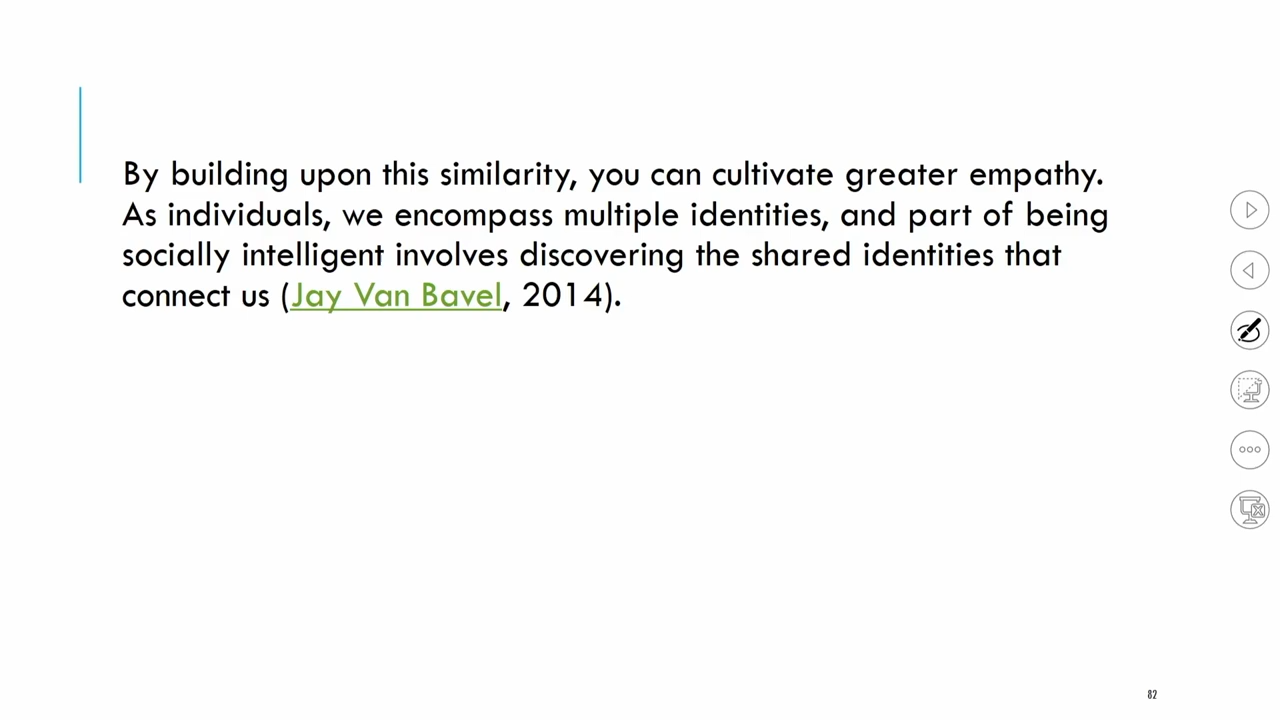 By building upon this similarity, you can cultivate greater empathy.
As individuals, we encompass multiple identities, and part of being
socially intelligent involves discovering the shared identities that
connect us (Jay Van Bavel, 2014).
82